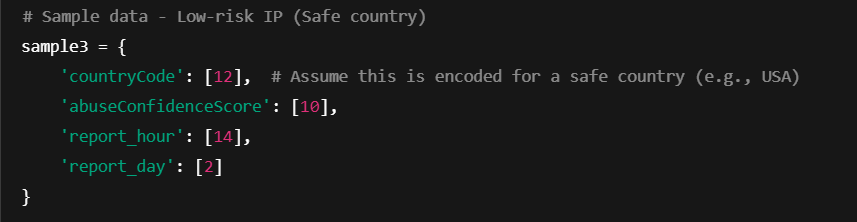 # Sample data - Low-risk IP (Safe country)
sample3 = {
    'countryCode': [12],  # Assume this is encoded for a safe country (e.g., USA)
    'abuseConfidenceScore': [10],
    'report_hour': [14],
    'report_day': [2]
}